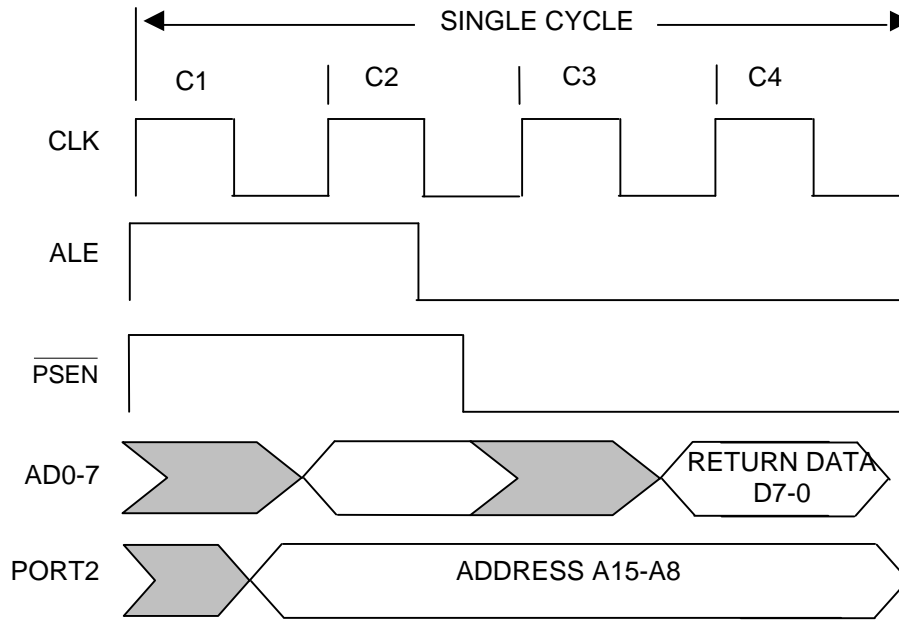 SINGLE CYCLE
C1 C2 C3 C4
CLK
ALE
PSEN
AD0-7
RETURN DATA
D7-0
PORT2
ADDRESS A15-A8